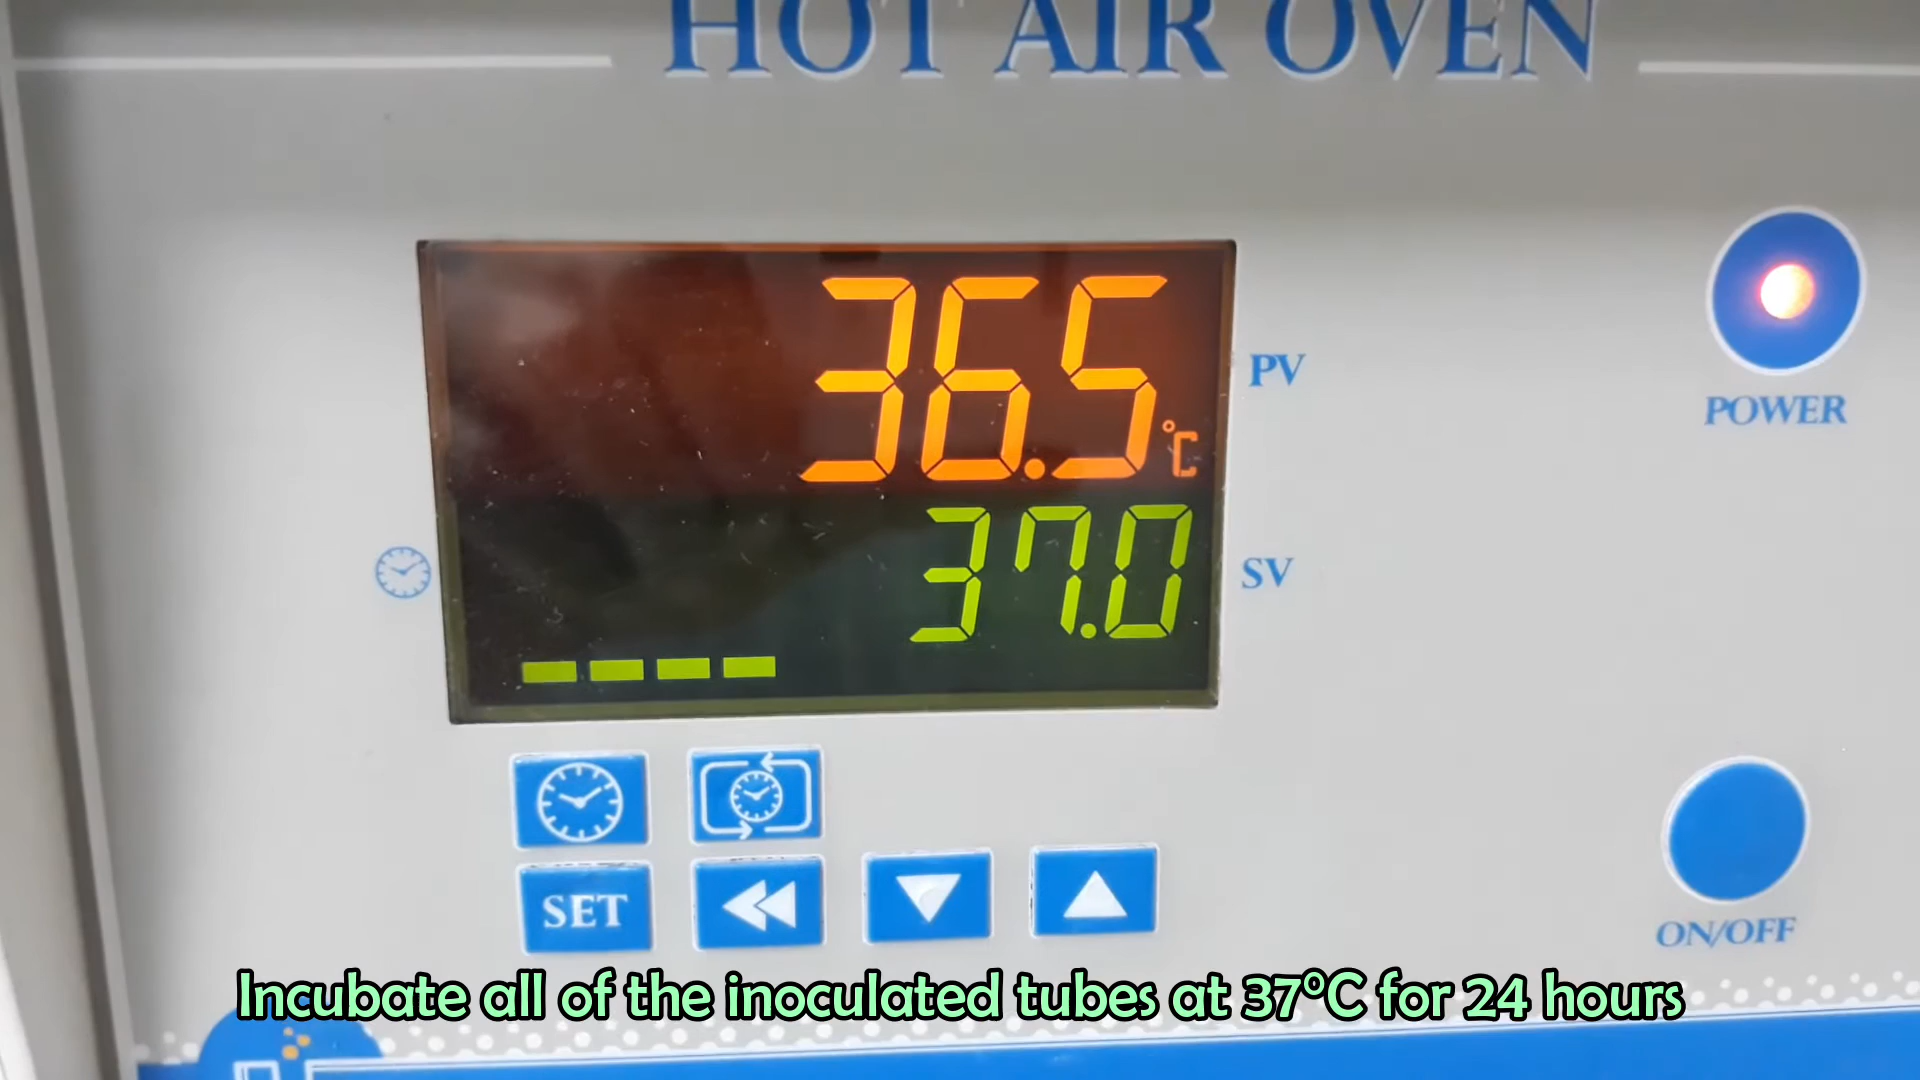 HOT AIR OVEN
36.5 °C PV
POWER
37.0 SV
SET
ON/OFF
Incubate all of the inoculated tubes at 37°C for 24 hours